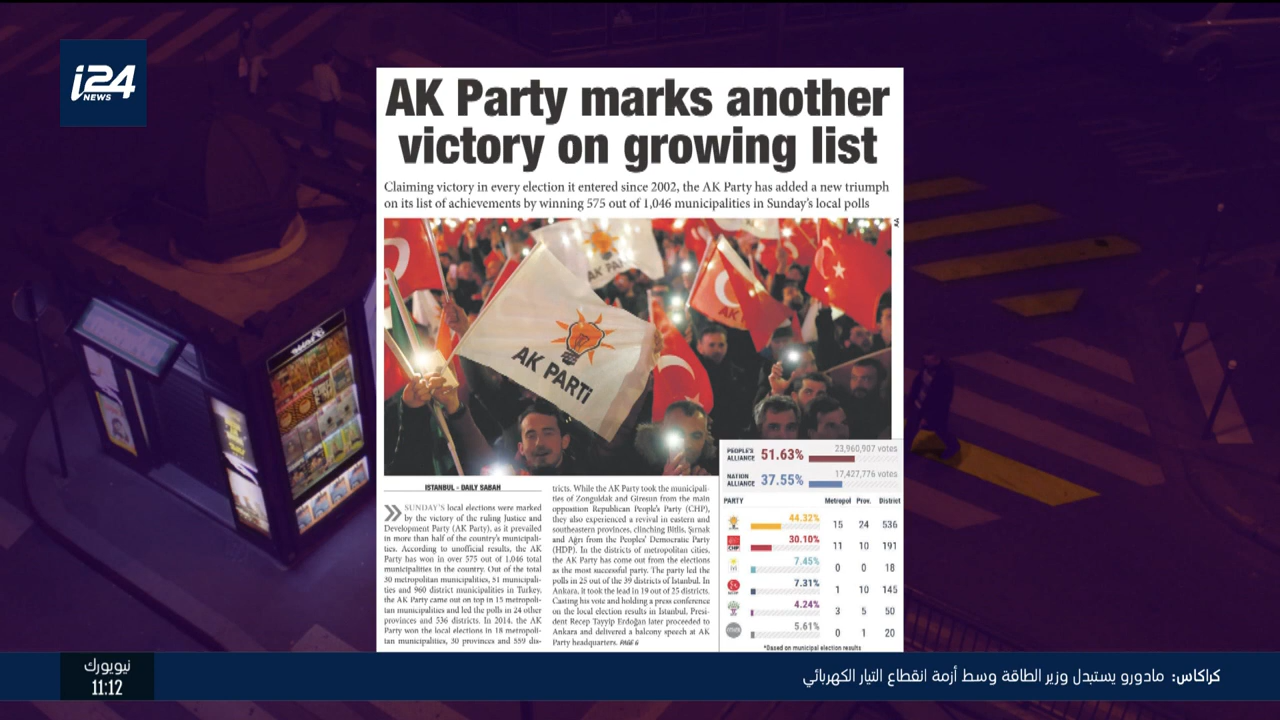 i24
NEWS
AK Party marks another
victory on growing list
Claiming victory in every election it entered since 2002, the AK Party has added a new triumph
on its list of achievements by winning 575 out of 1,046 municipalities in Sunday's local polls
AK PARTİ
AK PA
AK
ISTANBUL - DAILY SABAH
SUNDAY'S local elections were marked
by the victory of the ruling Justice and
Development Party (AK Party), as it prevailed
in more than half of the country's municipali-
ties. According to unofficial results, the AK
Party has won in over 575 out of 1,046 total
municipalities in the country. Out of the total
30 metropolitan municipalities, 51 municipali-
ties and 960 district municipalities in Turkey,
the AK Party came out on top in 15 metropoli-
tan municipalities and led the polls in 24 other
provinces and 536 districts. In 2014, the AK
Party won the local elections in 18 metropoli-
tan municipalities, 30 provinces and 559 dis-
tricts. While the AK Party took the municipali-
ties of Zonguldak and Giresun from the main
opposition Republican People's Party (CHP),
they also experienced a revival in eastern and
southeastern provinces, clinching Bitlis, Şırnak
and Ağrı from the Peoples' Democratic Party
(HDP). In the districts of metropolitan cities,
the AK Party has come out from the elections
as the most successful party. The party led the
polls in 25 out of the 39 districts of Istanbul. In
Ankara, it took the lead in 19 out of 25 districts.
Casting his vote and holding a press conference
on the local election results in Istanbul, Presi-
dent Recep Tayyip Erdoğan later proceeded to
Ankara and delivered a balcony speech at AK
Party headquarters. PAGE 6
PEOPLE'S ALLIANCE 51.63% 23,960,907 votes
NATION ALLIANCE 37.55% 17,427,776 votes
PARTY Metropol Prov. District
44.32% 15 24 536
CHP 30.10% 11 10 191
7.45% 0 0 18
7.31% 1 10 145
4.24% 3 5 50
5.61% 0 1 20
*Based on municipal election results
كراكاس: مادورو يستبدل وزير الطاقة وسط أزمة انقطاع التيار الكهربائي
نيويورك
11:12